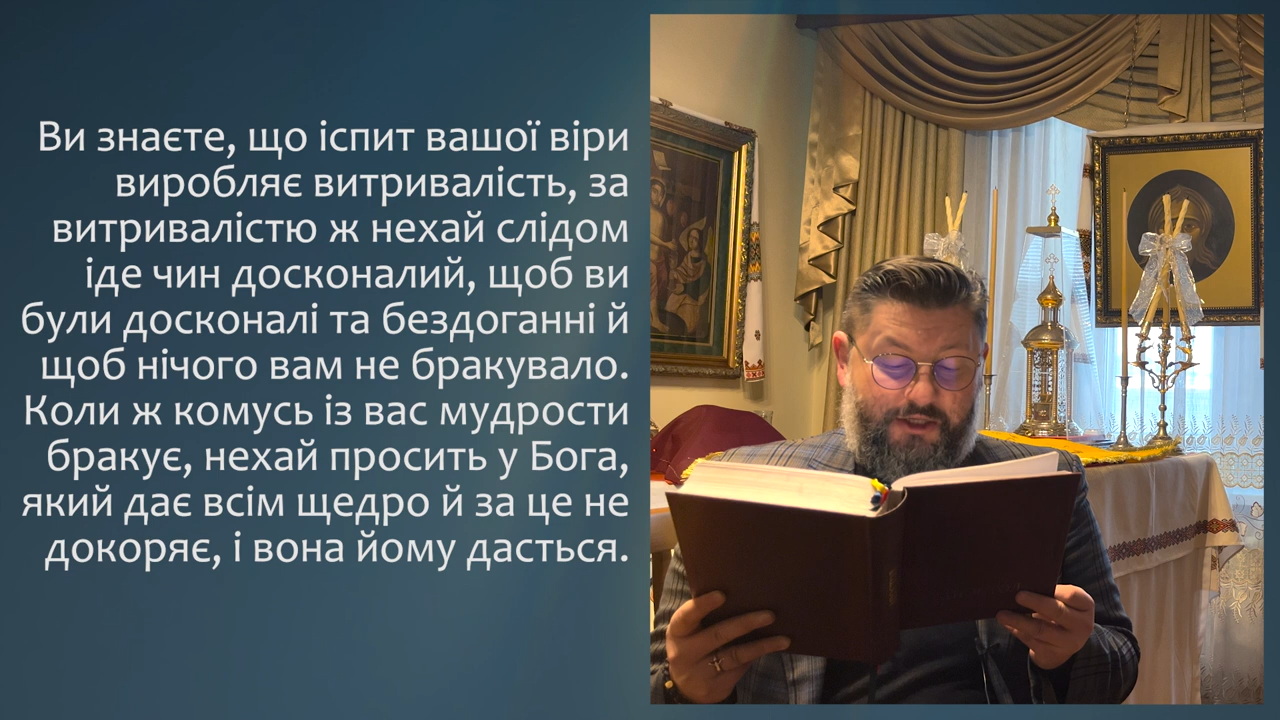 Ви знаєте, що іспит вашої віри
виробляє витривалість, за
витривалістю ж нехай слідом
іде чин досконалий, щоб ви
були досконалі та бездоганні й
щоб нічого вам не бракувало.
Коли ж комусь із вас мудрости
бракує, нехай просить у Бога,
який дає всім щедро й за це не
докоряє, і вона йому дасться.